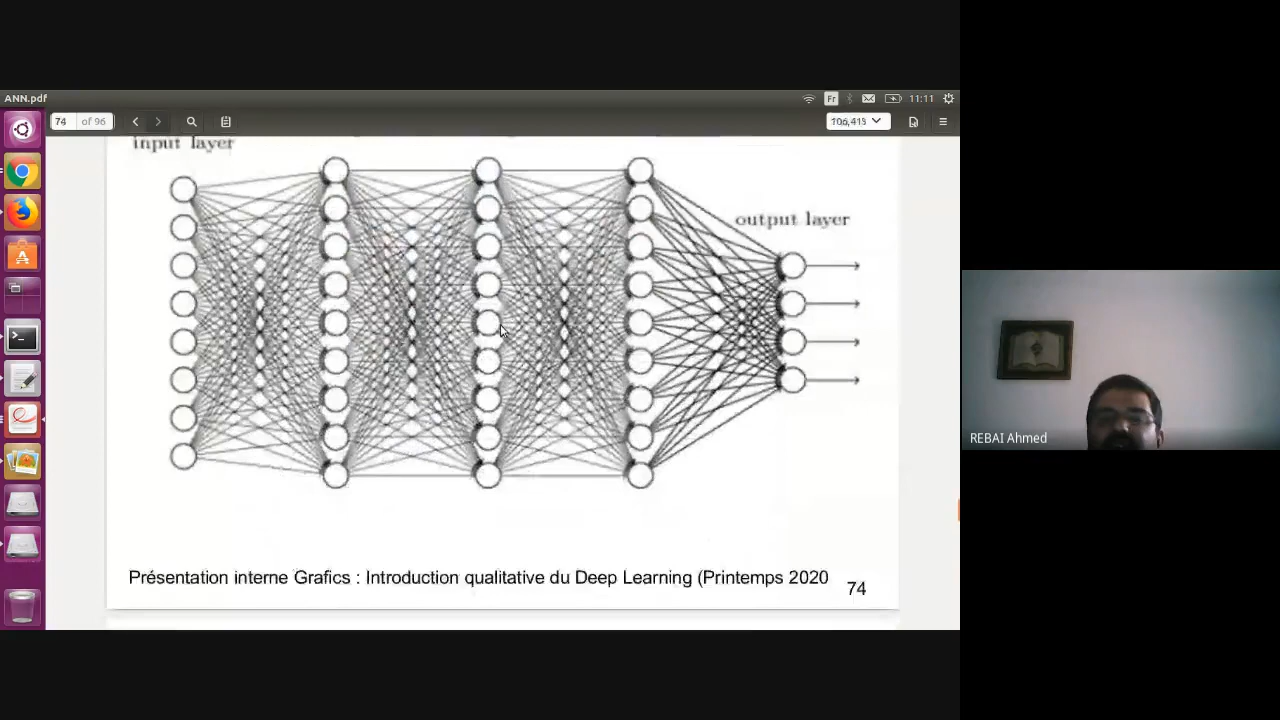 ANN.pdf
Fr
11:11
74
of 96
106,41%
input layer
output layer
Présentation interne Grafics : Introduction qualitative du Deep Learning (Printemps 2020
74
REBAI Ahmed